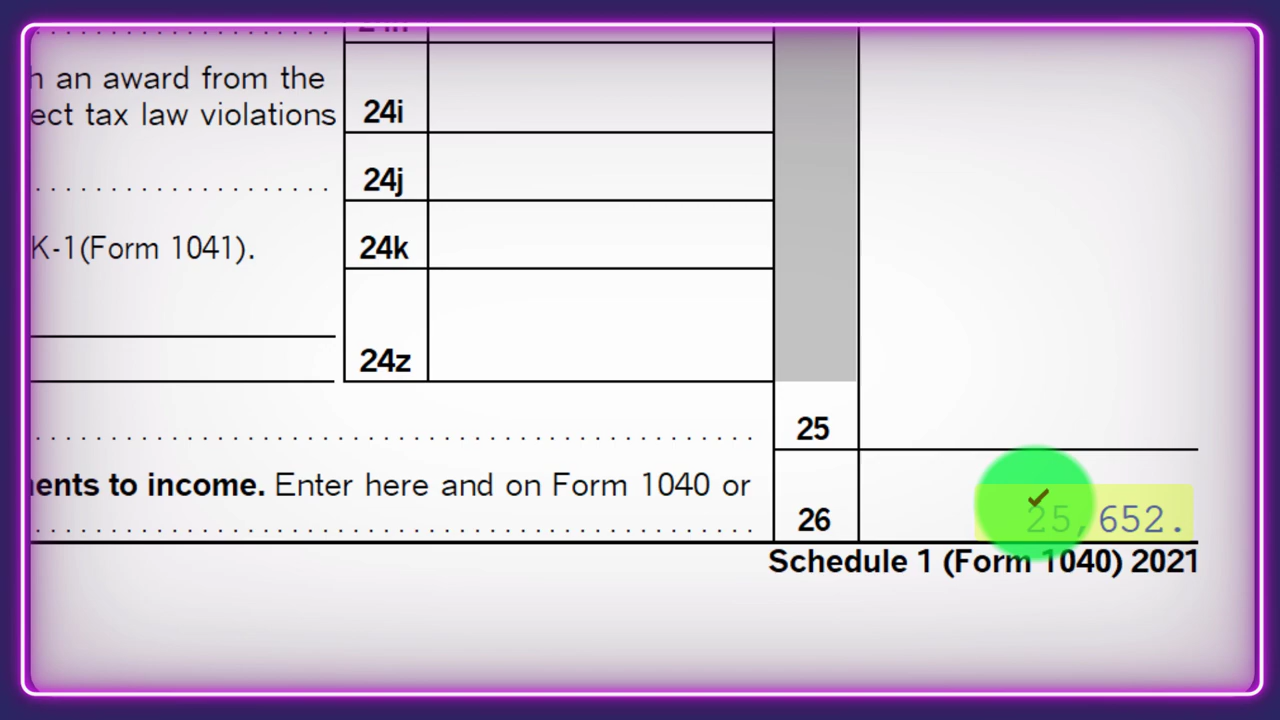 h an award from the
ect tax law violations
24i
24j
K-1(Form 1041).
24k
24z
25
ents to income. Enter here and on Form 1040 or
26
25,652.
Schedule 1 (Form 1040) 2021